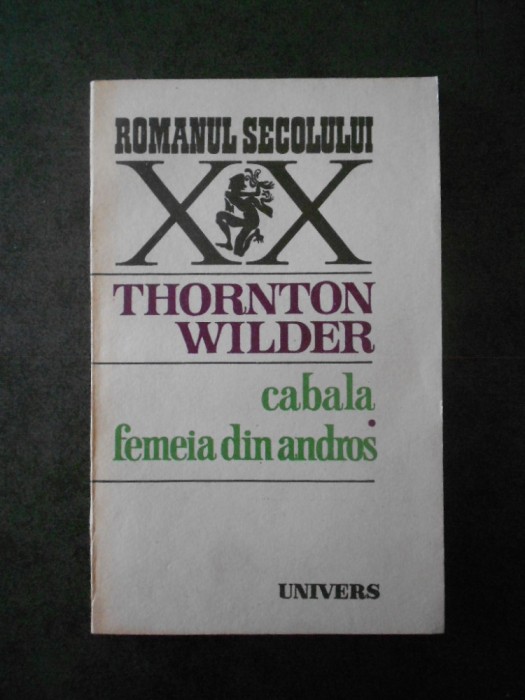 ROMANUL SECOLULUI
XX
THORNTON
WILDER
cabala
•
femeia din andros
UNIVERS